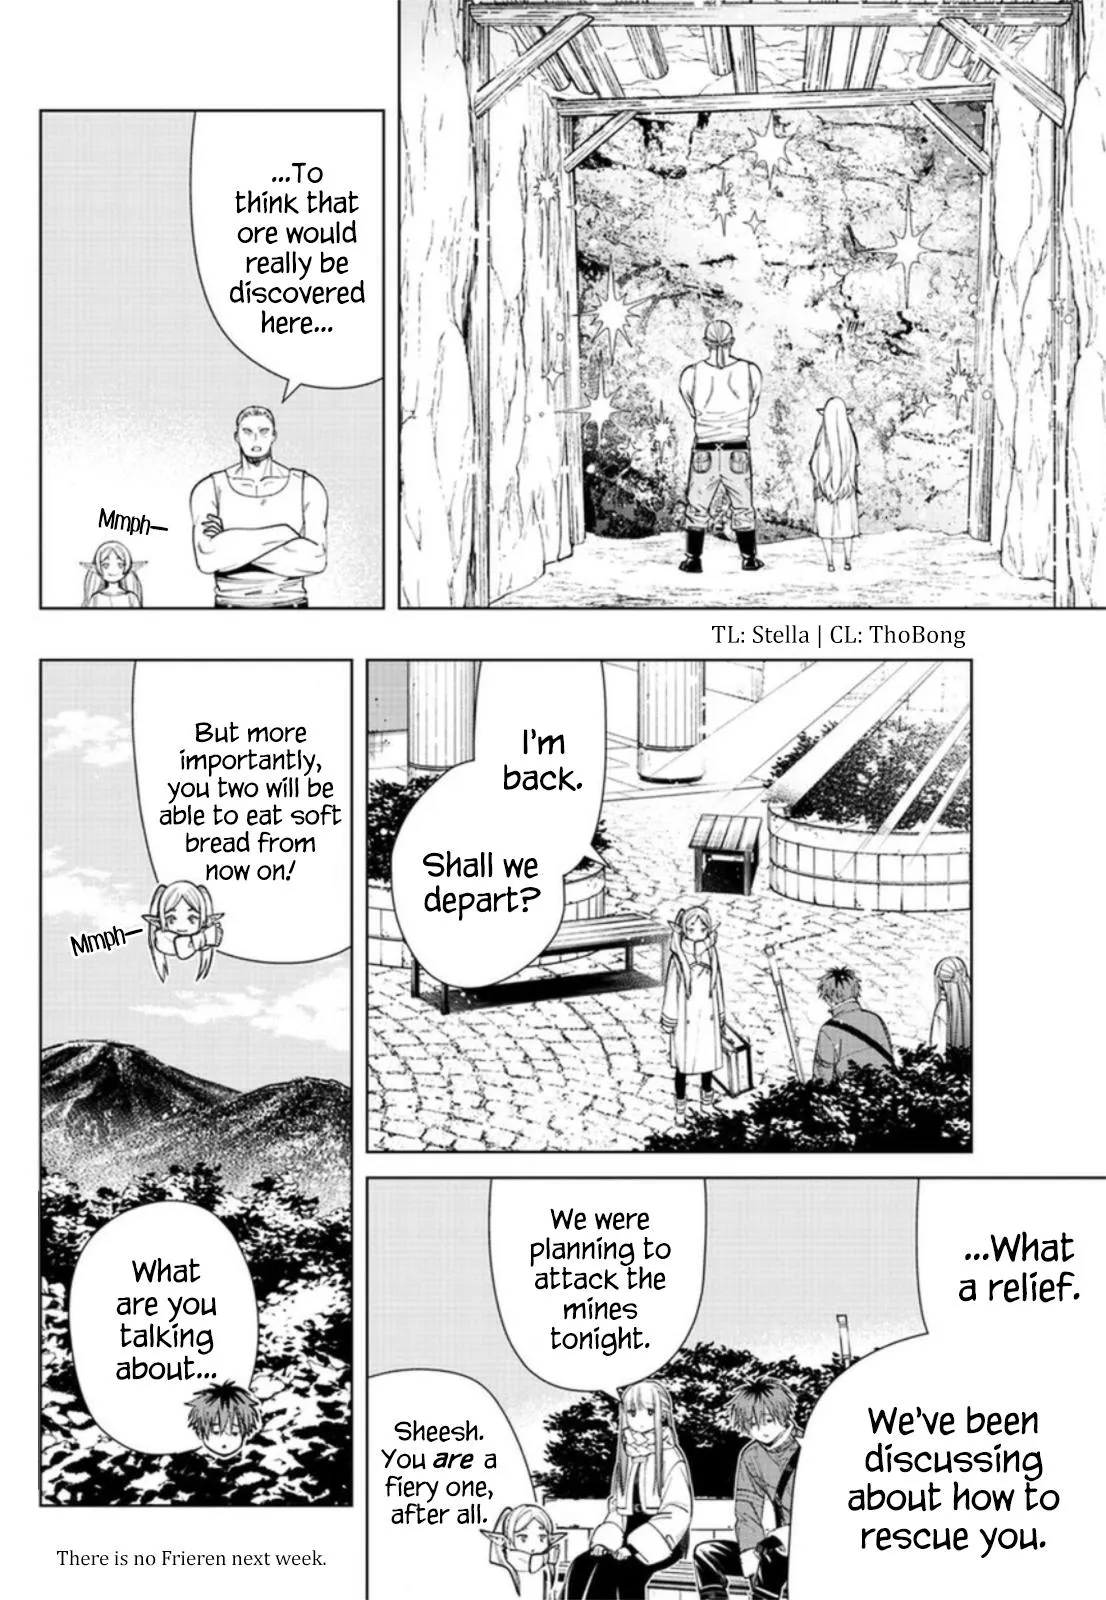 ...To
think that
ore would
really be
discovered
here...
Mmph—
TL: Stella | CL: ThoBong
I'm
back.
Shall we
depart?
...What
a relief.
We've been
discussing
about how to
rescue you.
We were
planning to
attack the
mines
tonight.
Sheesh.
You are a
fiery one,
after all.
But more
importantly,
you two will be
able to eat soft
bread from
now on!
Mmph—
What
are you
talking
about...
There is no Frieren next week.